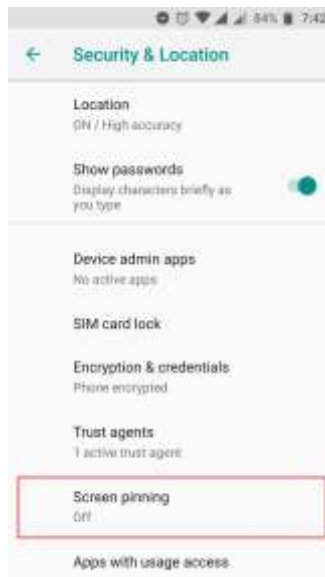 84% 7:42
Security & Location
Location
ON / High accuracy
Show passwords
Display characters briefly as
you type
Device admin apps
No active apps
SIM card lock
Encryption & credentials
Phone encrypted
Trust agents
1 active trust agent
Screen pinning
Off
Apps with usage access